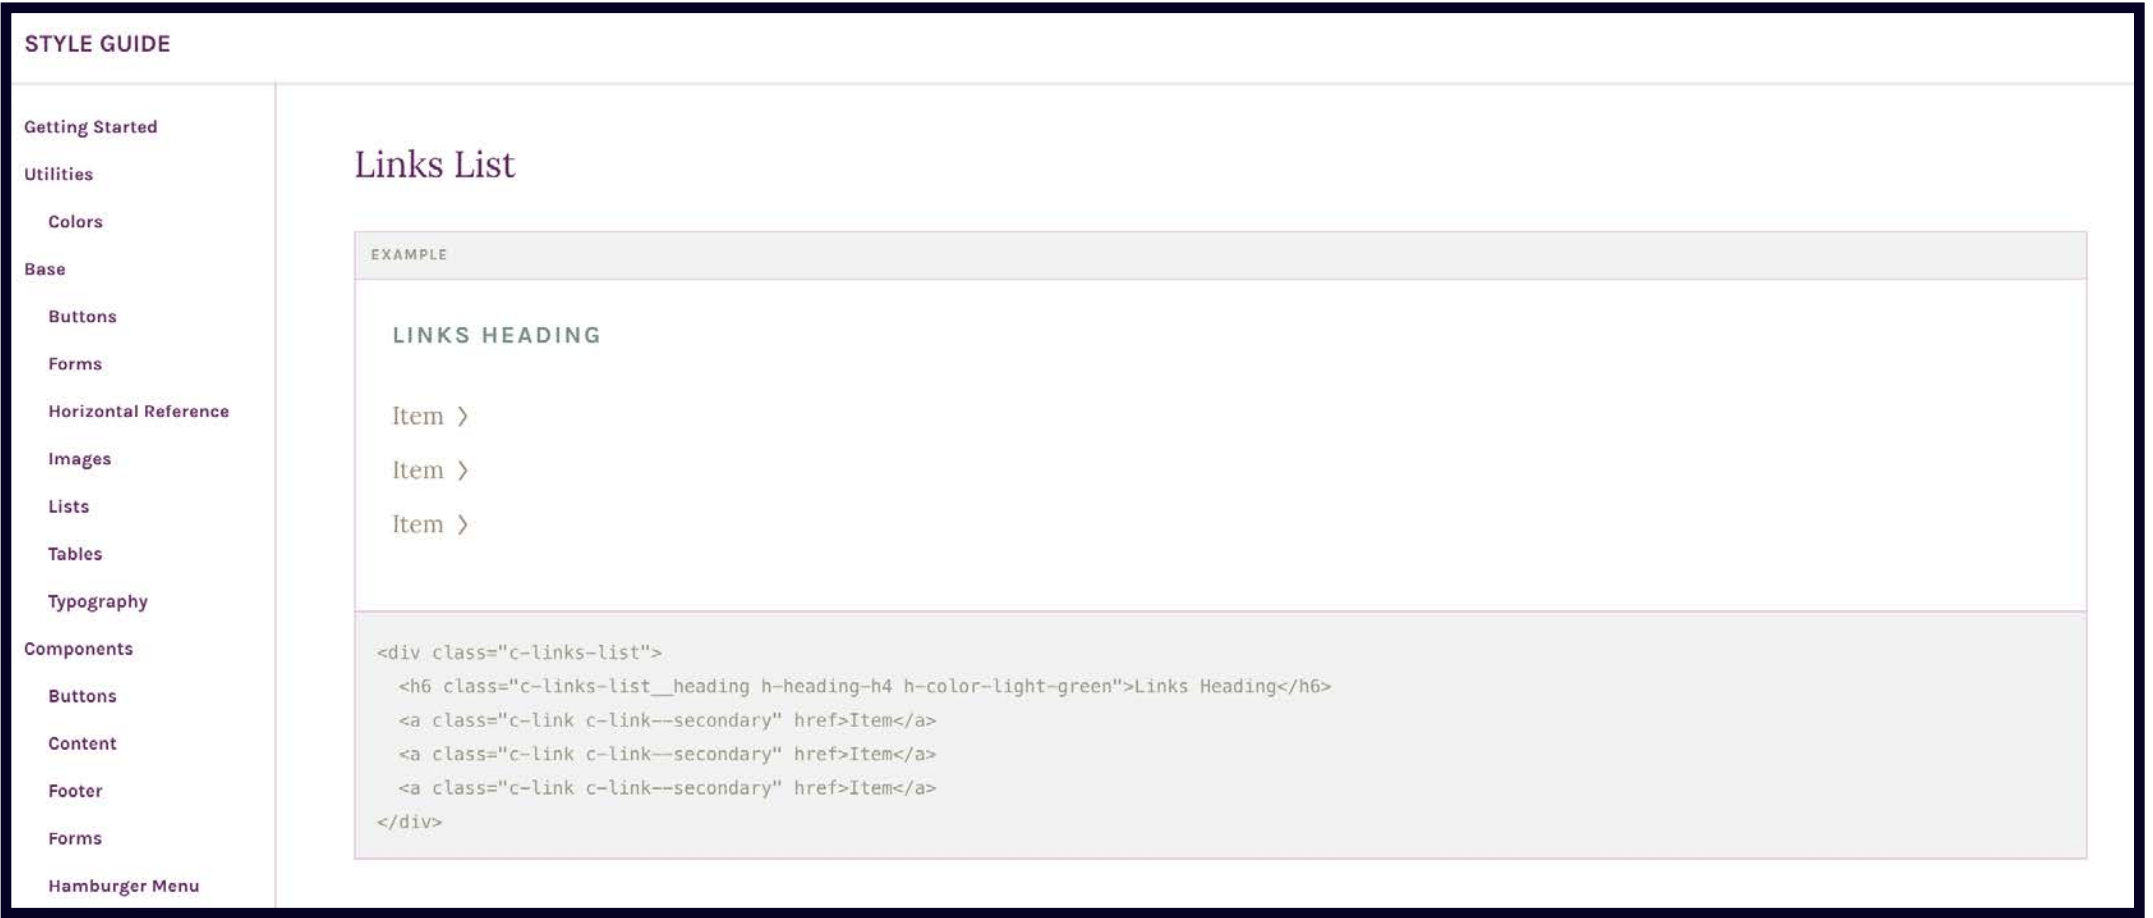 STYLE GUIDE
Getting Started
Utilities
Colors
Base
Buttons
Forms
Horizontal Reference
Images
Lists
Tables
Typography
Components
Buttons
Content
Footer
Forms
Hamburger Menu
Links List
EXAMPLE
LINKS HEADING
Item
Item
Item
<div class="c-links-list">
  <h6 class="c-links-list__heading h-heading-h4 h-color-light-green">Links Heading</h6>
  <a class="c-link c-link--secondary" href>Item</a>
  <a class="c-link c-link--secondary" href>Item</a>
  <a class="c-link c-link--secondary" href>Item</a>
</div>